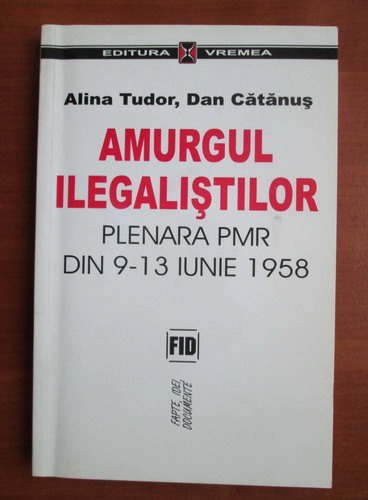 EDITURA VREMEA
Alina Tudor, Dan Cătănuş
AMURGUL
ILEGALIŞTILOR
PLENARA PMR
DIN 9-13 IUNIE 1958
FID
FAPTE, IDEI,
DOCUMENTE